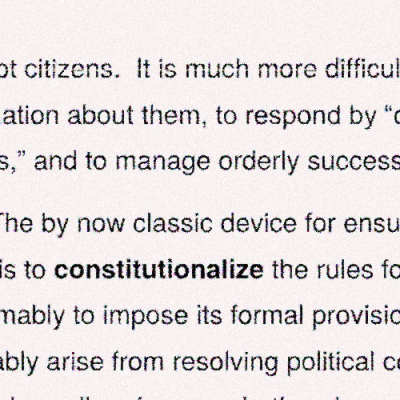 ot citizens. It is much more difficul
ation about them, to respond by “
s,” and to manage orderly success
The by now classic device for ensu
is to constitutionalize the rules fo
mably to impose its formal provisio
ably arise from resolving political c